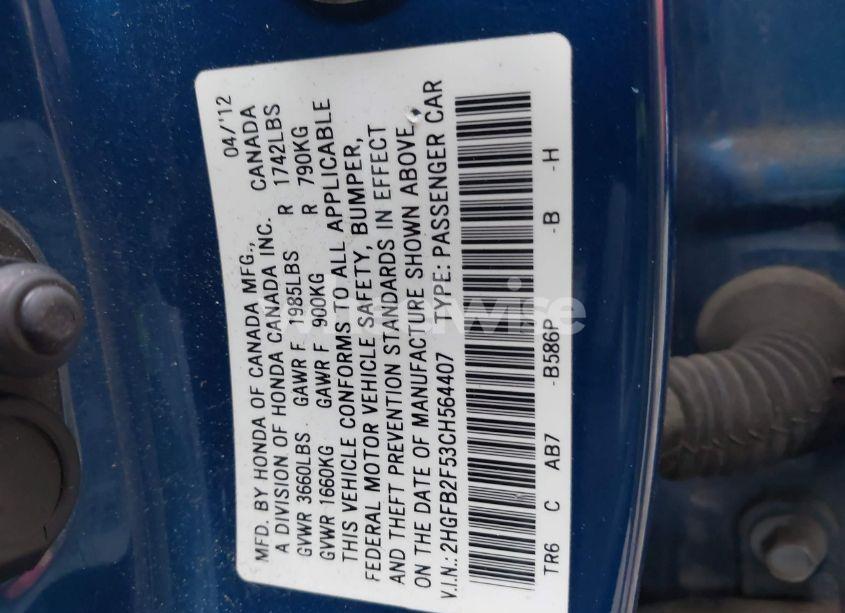 MFD. BY HONDA OF CANADA MFG., 04/'12
A DIVISION OF HONDA CANADA INC. CANADA
GVWR 3660LBS GAWR F 1985LBS R 1742LBS
GVWR 1660KG GAWR F 900KG R 790KG
THIS VEHICLE CONFORMS TO ALL APPLICABLE
FEDERAL MOTOR VEHICLE SAFETY, BUMPER,
AND THEFT PREVENTION STANDARDS IN EFFECT
ON THE DATE OF MANUFACTURE SHOWN ABOVE.
V.I.N.: 2HGFB2F53CH564407 TYPE: PASSENGER CAR
TR6 C AB7 -B586P -B -H